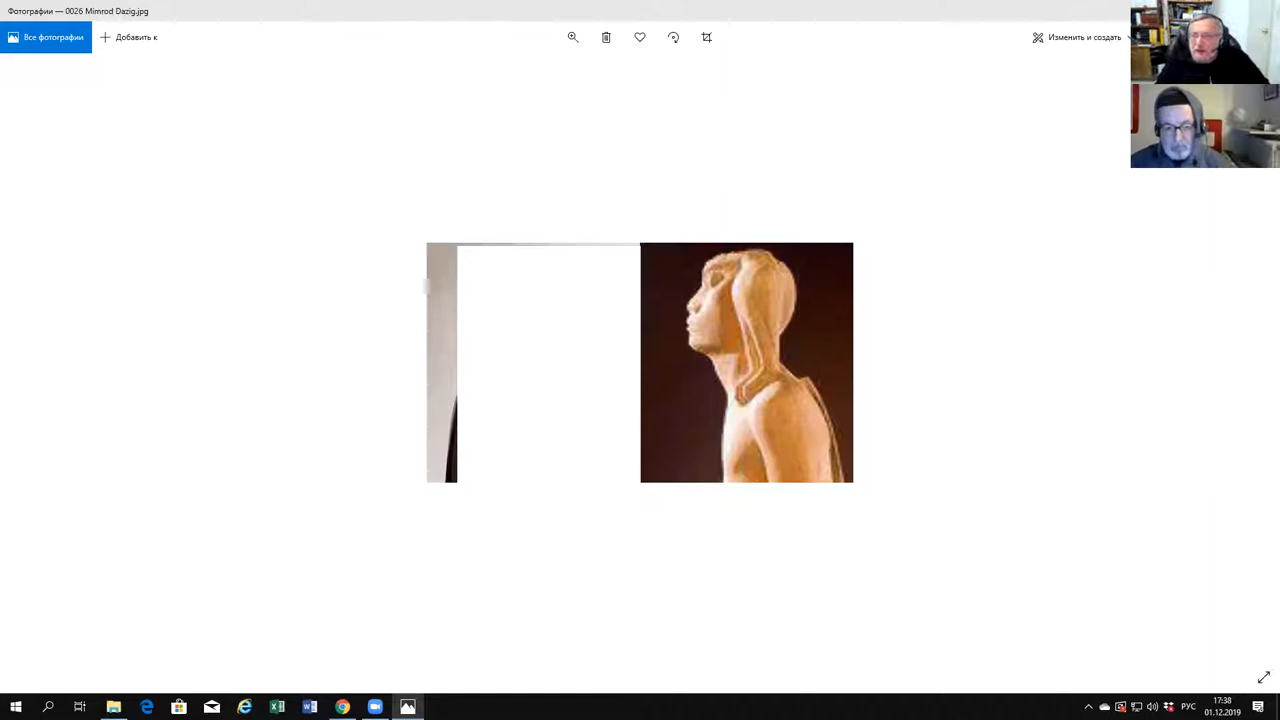 Фотографии — 0026 Mimrod Dazig.jpg
Все фотографии
Добавить к
Изменить и создать
РУС
17:38
01.12.2019